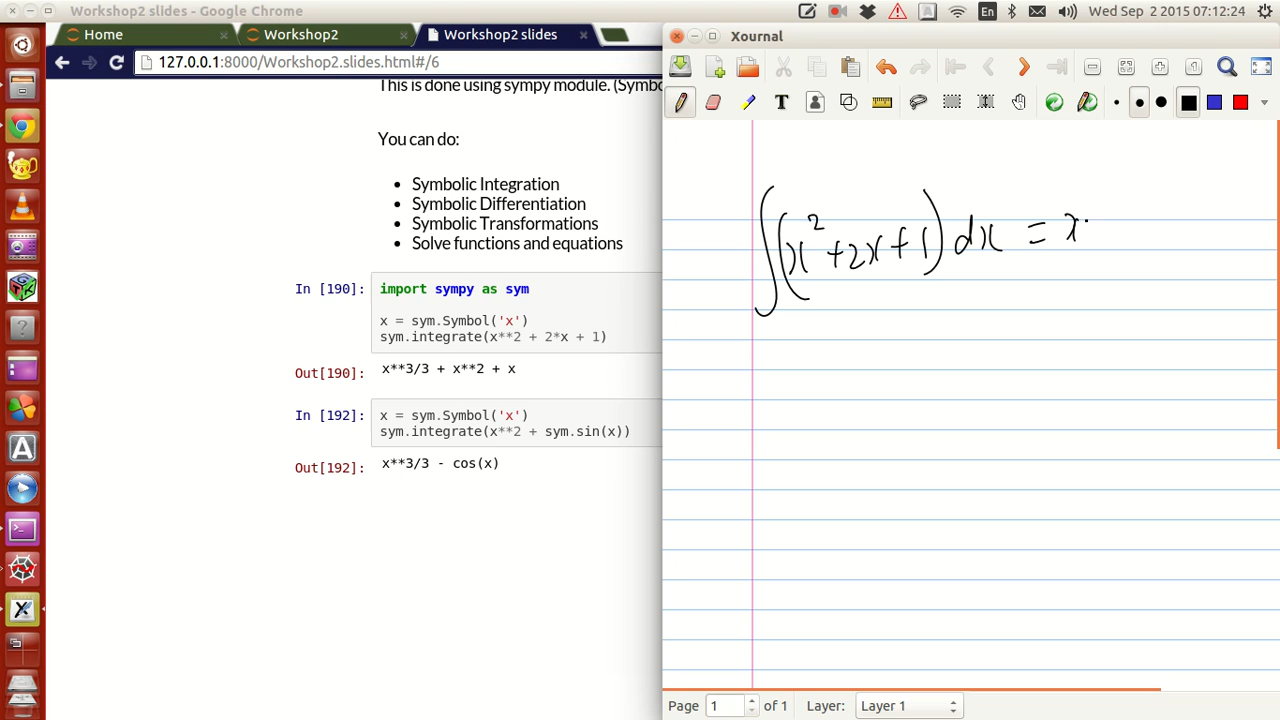 Workshop2 slides - Google Chrome
En
Wed Sep 2 2015 07:12:24
Home
Workshop2
Workshop2 slides
127.0.0.1:8000/Workshop2.slides.html#/6
Xournal
This is done using sympy module. (Symbo
You can do:
• Symbolic Integration
• Symbolic Differentiation
• Symbolic Transformations
• Solve functions and equations
In [190]: import sympy as sym
x = sym.Symbol('x')
sym.integrate(x**2 + 2*x + 1)
Out[190]: x**3/3 + x**2 + x
In [192]: x = sym.Symbol('x')
sym.integrate(x**2 + sym.sin(x))
Out[192]: x**3/3 - cos(x)
∫(x² + 2x + 1) dx = x
Page 1 of 1 Layer: Layer 1